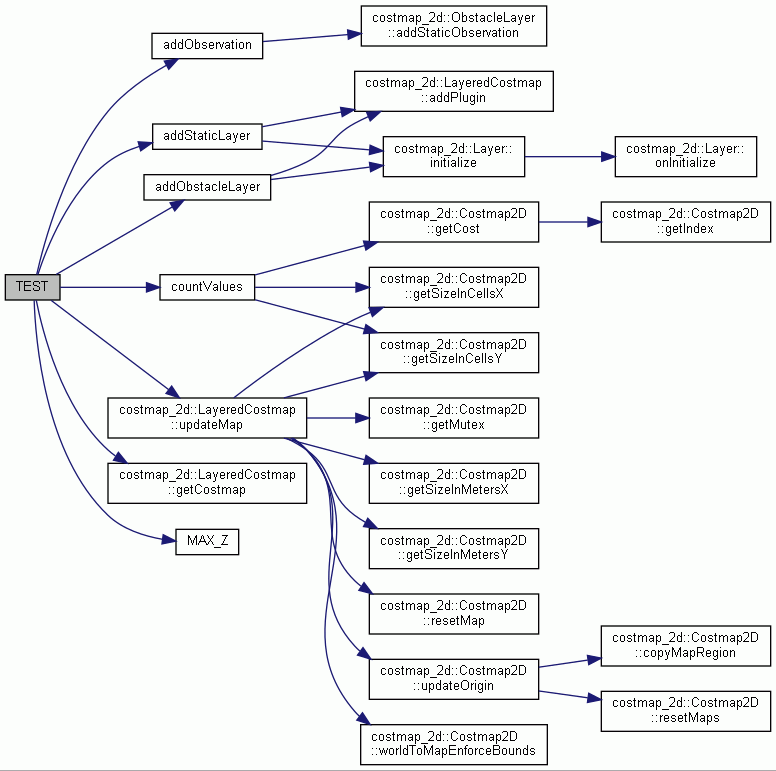 TEST
addObservation
addStaticLayer
addObstacleLayer
countValues
costmap_2d::LayeredCostmap
::updateMap
costmap_2d::LayeredCostmap
::getCostmap
MAX_Z
costmap_2d::ObstacleLayer
::addStaticObservation
costmap_2d::LayeredCostmap
::addPlugin
costmap_2d::Layer::
initialize
costmap_2d::Costmap2D
::getCost
costmap_2d::Costmap2D
::getSizeInCellsX
costmap_2d::Costmap2D
::getSizeInCellsY
costmap_2d::Costmap2D
::getMutex
costmap_2d::Costmap2D
::getSizeInMetersX
costmap_2d::Costmap2D
::getSizeInMetersY
costmap_2d::Costmap2D
::resetMap
costmap_2d::Costmap2D
::updateOrigin
costmap_2d::Costmap2D
::worldToMapEnforceBounds
costmap_2d::Layer::
onInitialize
costmap_2d::Costmap2D
::getIndex
costmap_2d::Costmap2D
::copyMapRegion
costmap_2d::Costmap2D
::resetMaps